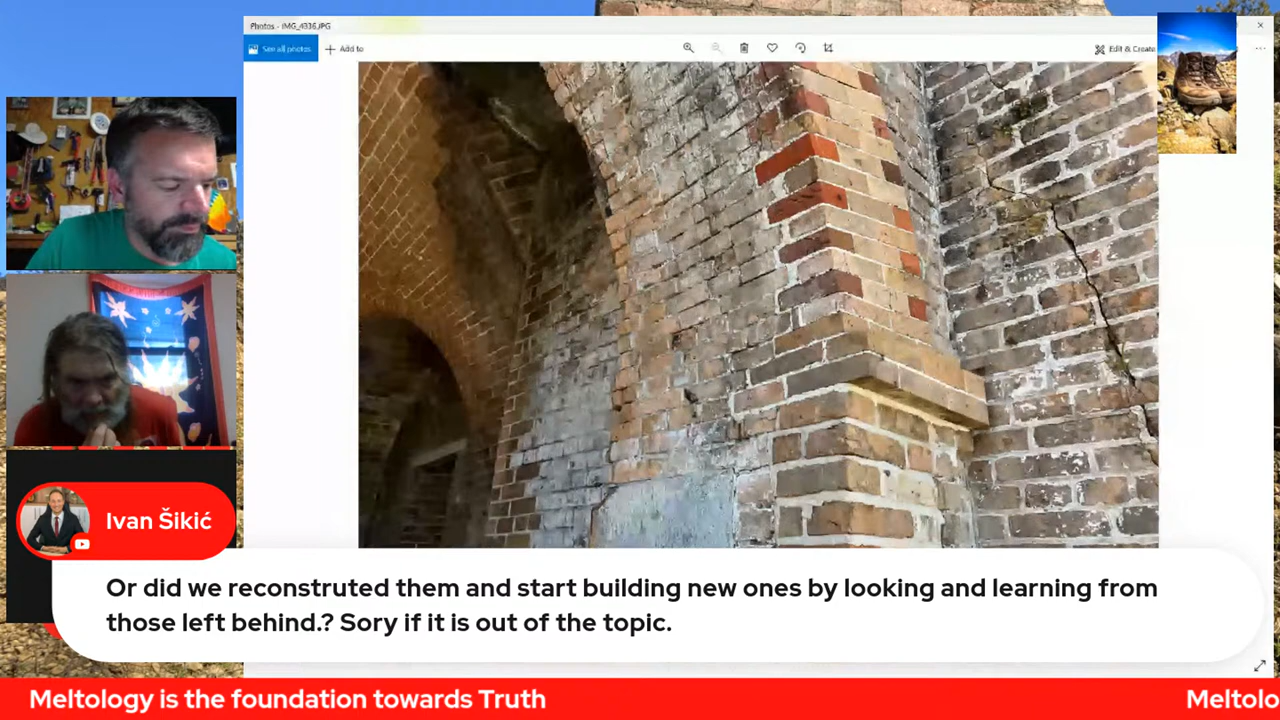 Photos - IMG_4336.JPG
See all photos
Add to
Edit & Create
Ivan Šikić
Or did we reconstruted them and start building new ones by looking and learning from
those left behind.? Sory if it is out of the topic.
Meltology is the foundation towards Truth
Meltolo